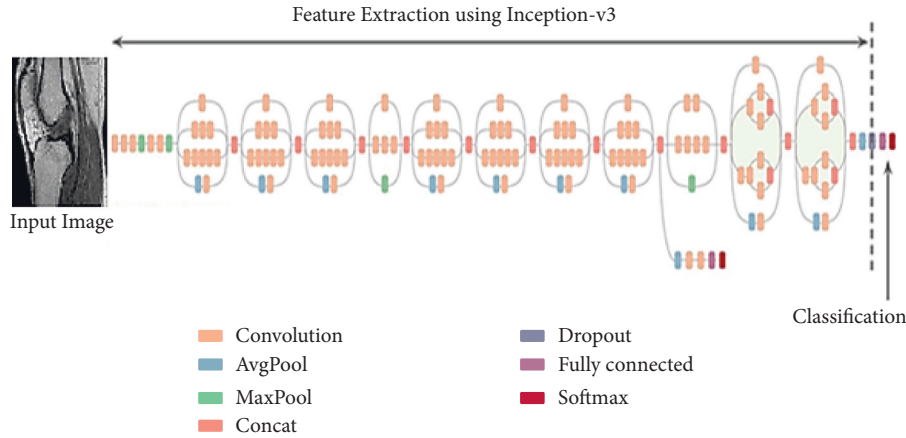 Feature Extraction using Inception-v3
Input Image
Classification
Convolution
AvgPool
MaxPool
Concat
Dropout
Fully connected
Softmax